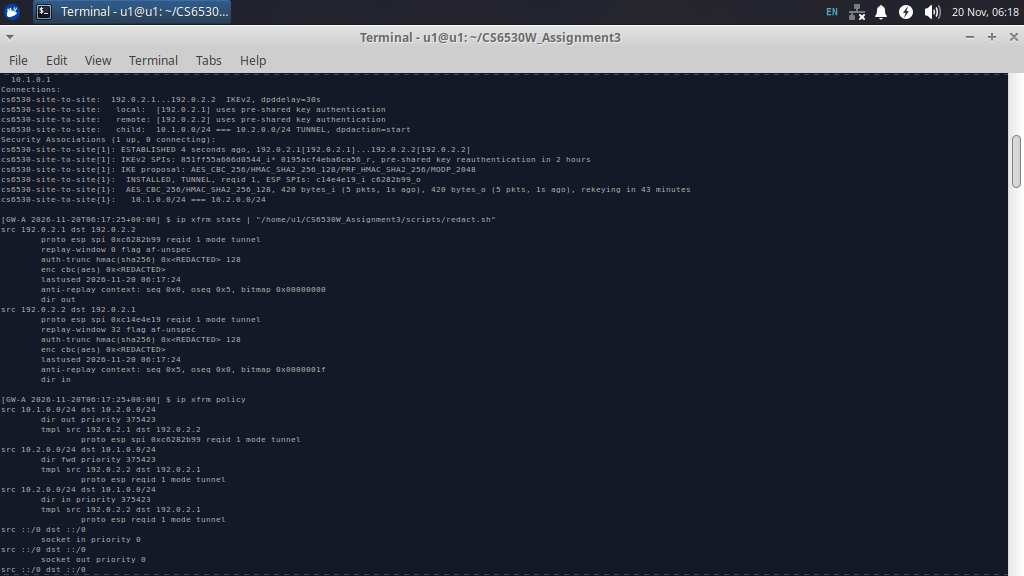 Terminal - u1@u1: ~/CS6530...
EN
20 Nov, 06:18
Terminal - u1@u1: ~/CS6530W_Assignment3
File Edit View Terminal Tabs Help
10.1.0.1
Connections:
cs6530-site-to-site:  192.0.2.1...192.0.2.2  IKEv2, dpddelay=30s
cs6530-site-to-site:   local:  [192.0.2.1] uses pre-shared key authentication
cs6530-site-to-site:   remote: [192.0.2.2] uses pre-shared key authentication
cs6530-site-to-site:   child:  10.1.0.0/24 === 10.2.0.0/24 TUNNEL, dpdaction=start
Security Associations (1 up, 0 connecting):
cs6530-site-to-site[1]: ESTABLISHED 4 seconds ago, 192.0.2.1[192.0.2.1]...192.0.2.2[192.0.2.2]
cs6530-site-to-site[1]: IKEv2 SPIs: 851ff55a666d0544_i* 0195acf4eba6ca56_r, pre-shared key reauthentication in 2 hours
cs6530-site-to-site[1]: IKE proposal: AES_CBC_256/HMAC_SHA2_256_128/PRF_HMAC_SHA2_256/MODP_2048
cs6530-site-to-site{1}:  INSTALLED, TUNNEL, reqid 1, ESP SPIs: c14e4e19_i c6282b99_o
cs6530-site-to-site{1}:  AES_CBC_256/HMAC_SHA2_256_128, 420 bytes_i (5 pkts, 1s ago), 420 bytes_o (5 pkts, 1s ago), rekeying in 43 minutes
cs6530-site-to-site{1}:   10.1.0.0/24 === 10.2.0.0/24
[GW-A 2026-11-20T06:17:25+00:00] $ ip xfrm state | "/home/u1/CS6530W_Assignment3/scripts/redact.sh"
src 192.0.2.1 dst 192.0.2.2
proto esp spi 0xc6282b99 reqid 1 mode tunnel
replay-window 0 flag af-unspec
auth-trunc hmac(sha256) 0x<REDACTED> 128
enc cbc(aes) 0x<REDACTED>
lastused 2026-11-20 06:17:24
anti-replay context: seq 0x0, oseq 0x5, bitmap 0x00000000
dir out
src 192.0.2.2 dst 192.0.2.1
proto esp spi 0xc14e4e19 reqid 1 mode tunnel
replay-window 32 flag af-unspec
auth-trunc hmac(sha256) 0x<REDACTED> 128
enc cbc(aes) 0x<REDACTED>
lastused 2026-11-20 06:17:24
anti-replay context: seq 0x5, oseq 0x0, bitmap 0x0000001f
dir in
[GW-A 2026-11-20T06:17:25+00:00] $ ip xfrm policy
src 10.1.0.0/24 dst 10.2.0.0/24
dir out priority 375423
tmpl src 192.0.2.1 dst 192.0.2.2
proto esp spi 0xc6282b99 reqid 1 mode tunnel
src 10.2.0.0/24 dst 10.1.0.0/24
dir fwd priority 375423
tmpl src 192.0.2.2 dst 192.0.2.1
proto esp reqid 1 mode tunnel
src 10.2.0.0/24 dst 10.1.0.0/24
dir in priority 375423
tmpl src 192.0.2.2 dst 192.0.2.1
proto esp reqid 1 mode tunnel
src ::/0 dst ::/0
socket in priority 0
src ::/0 dst ::/0
socket out priority 0
src ::/0 dst ::/0